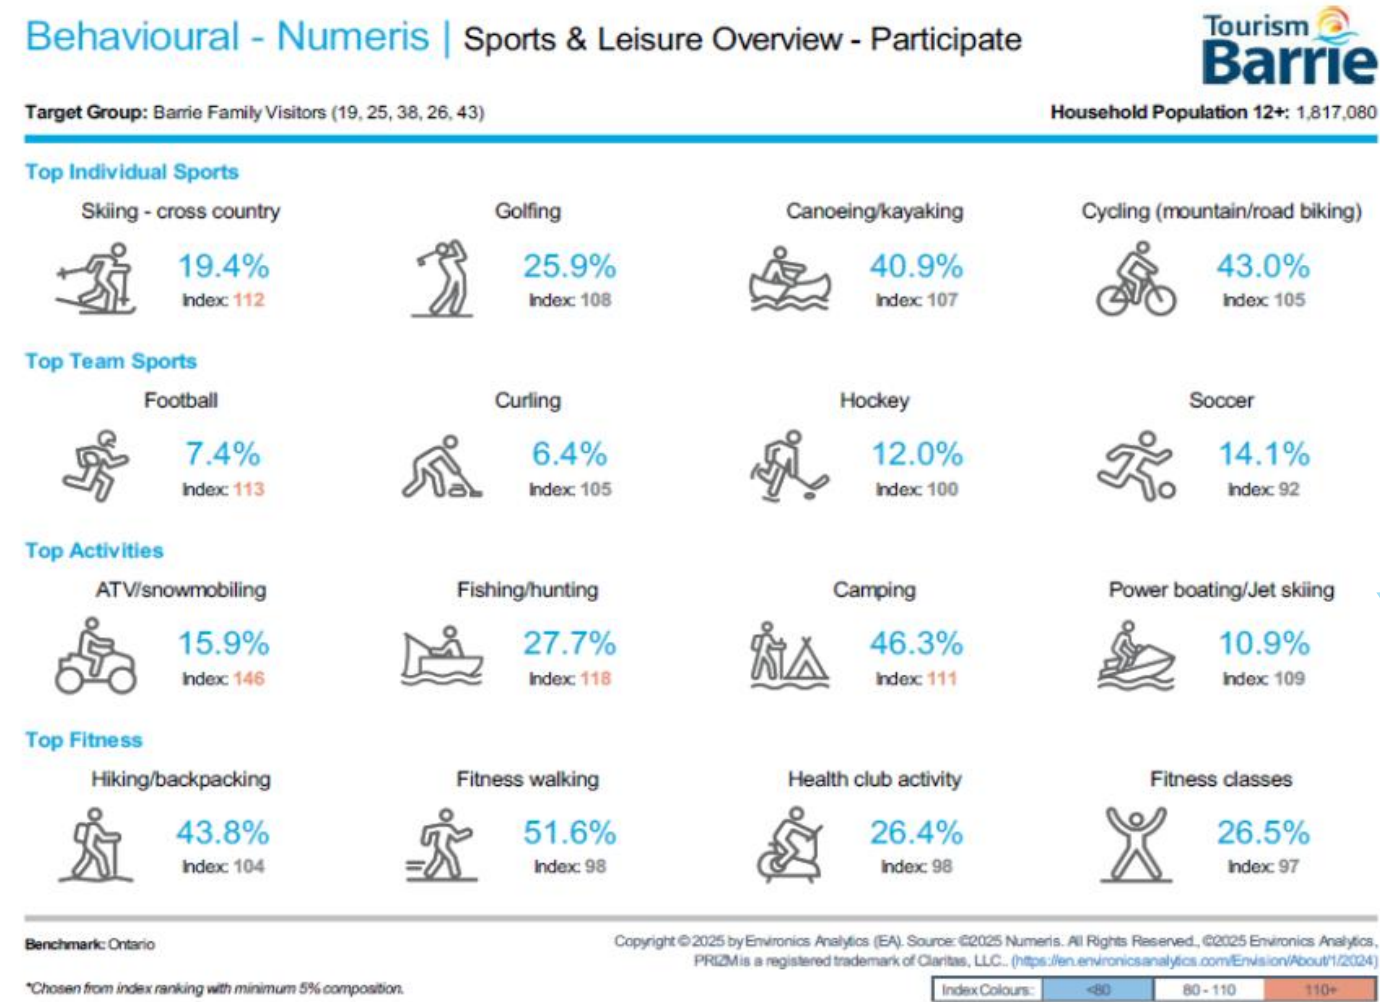 Behavioural - Numeris | Sports & Leisure Overview - Participate
Tourism
Barrie
Target Group: Barrie Family Visitors (19, 25, 38, 26, 43)
Household Population 12+: 1,817,080
Top Individual Sports
Skiing - cross country
19.4%
Index: 112
Golfing
25.9%
Index: 108
Canoeing/kayaking
40.9%
Index: 107
Cycling (mountain/road biking)
43.0%
Index: 105
Top Team Sports
Football
7.4%
Index: 113
Curling
6.4%
Index: 105
Hockey
12.0%
Index: 100
Soccer
14.1%
Index: 92
Top Activities
ATV/snowmobiling
15.9%
Index: 146
Fishing/hunting
27.7%
Index: 118
Camping
46.3%
Index: 111
Power boating/Jet skiing
10.9%
Index: 109
Top Fitness
Hiking/backpacking
43.8%
Index: 104
Fitness walking
51.6%
Index: 98
Health club activity
26.4%
Index: 98
Fitness classes
26.5%
Index: 97
Benchmark: Ontario
Copyright © 2025 by Environics Analytics (EA). Source: ©2025 Numeris. All Rights Reserved., ©2025 Environics Analytics,
PRIZM is a registered trademark of Claritas, LLC.. (https://en.environicsanalytics.com/Envision/About/1/2024)
*Chosen from index ranking with minimum 5% composition.
Index Colours: <80 80 - 110 110+